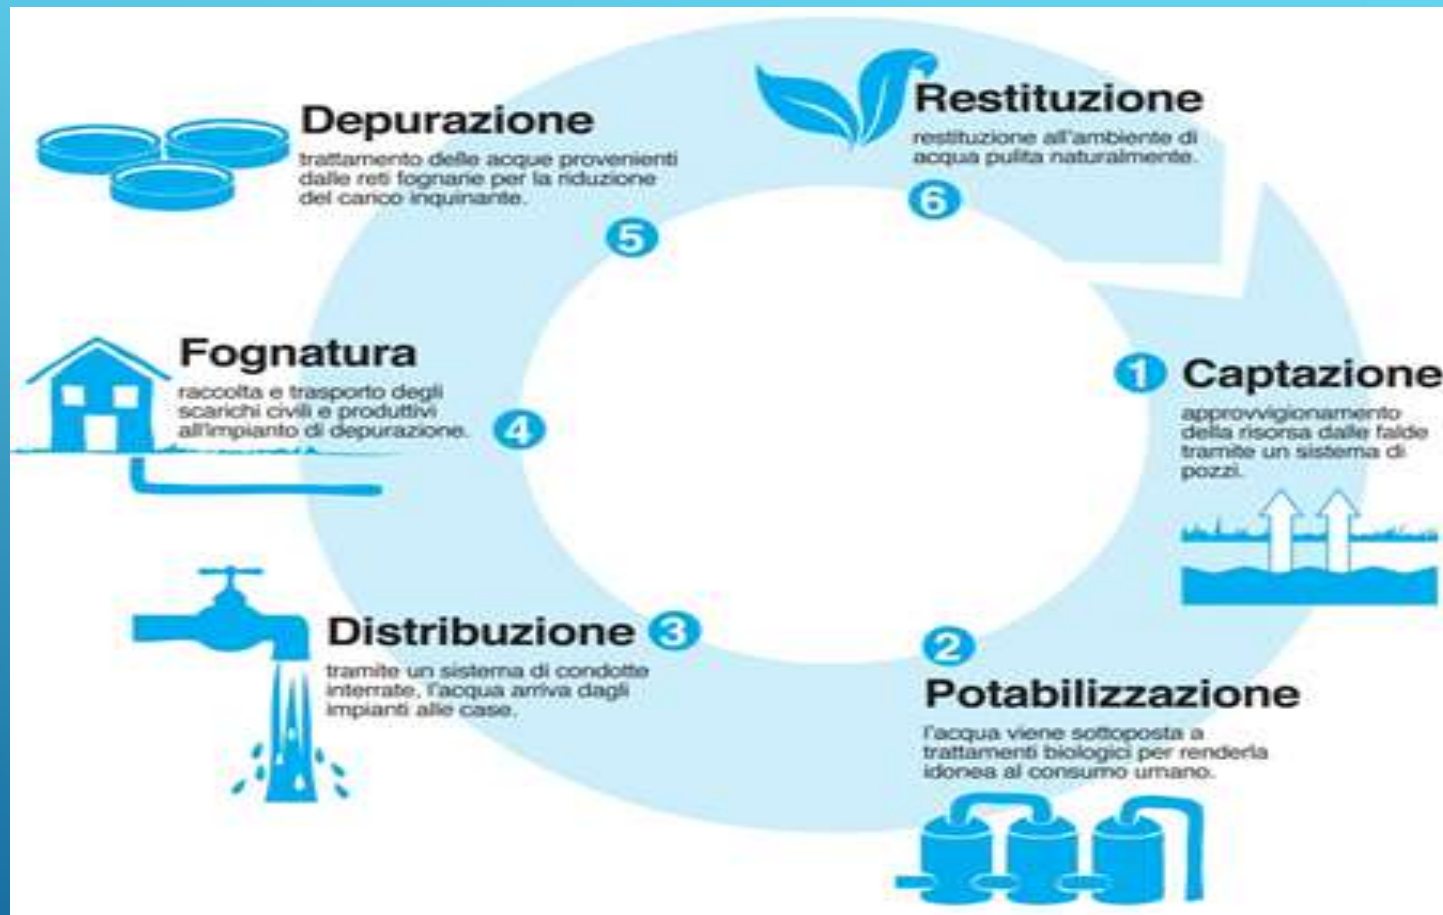 1 Captazione
approvvigionamento
della risorsa dalle falde
tramite un sistema di
pozzi.
2
Potabilizzazione
l'acqua viene sottoposta a
trattamenti biologici per renderla
idonea al consumo umano.
Distribuzione 3
tramite un sistema di condotte
interrate, l'acqua arriva dagli
impianti alle case.
Fognatura
raccolta e trasporto degli
scarichi civili e produttivi
all'impianto di depurazione.
4
Depurazione
trattamento delle acque provenienti
dalle reti fognarie per la riduzione
del carico inquinante.
5
Restituzione
restituzione all'ambiente di
acqua pulita naturalmente.
6